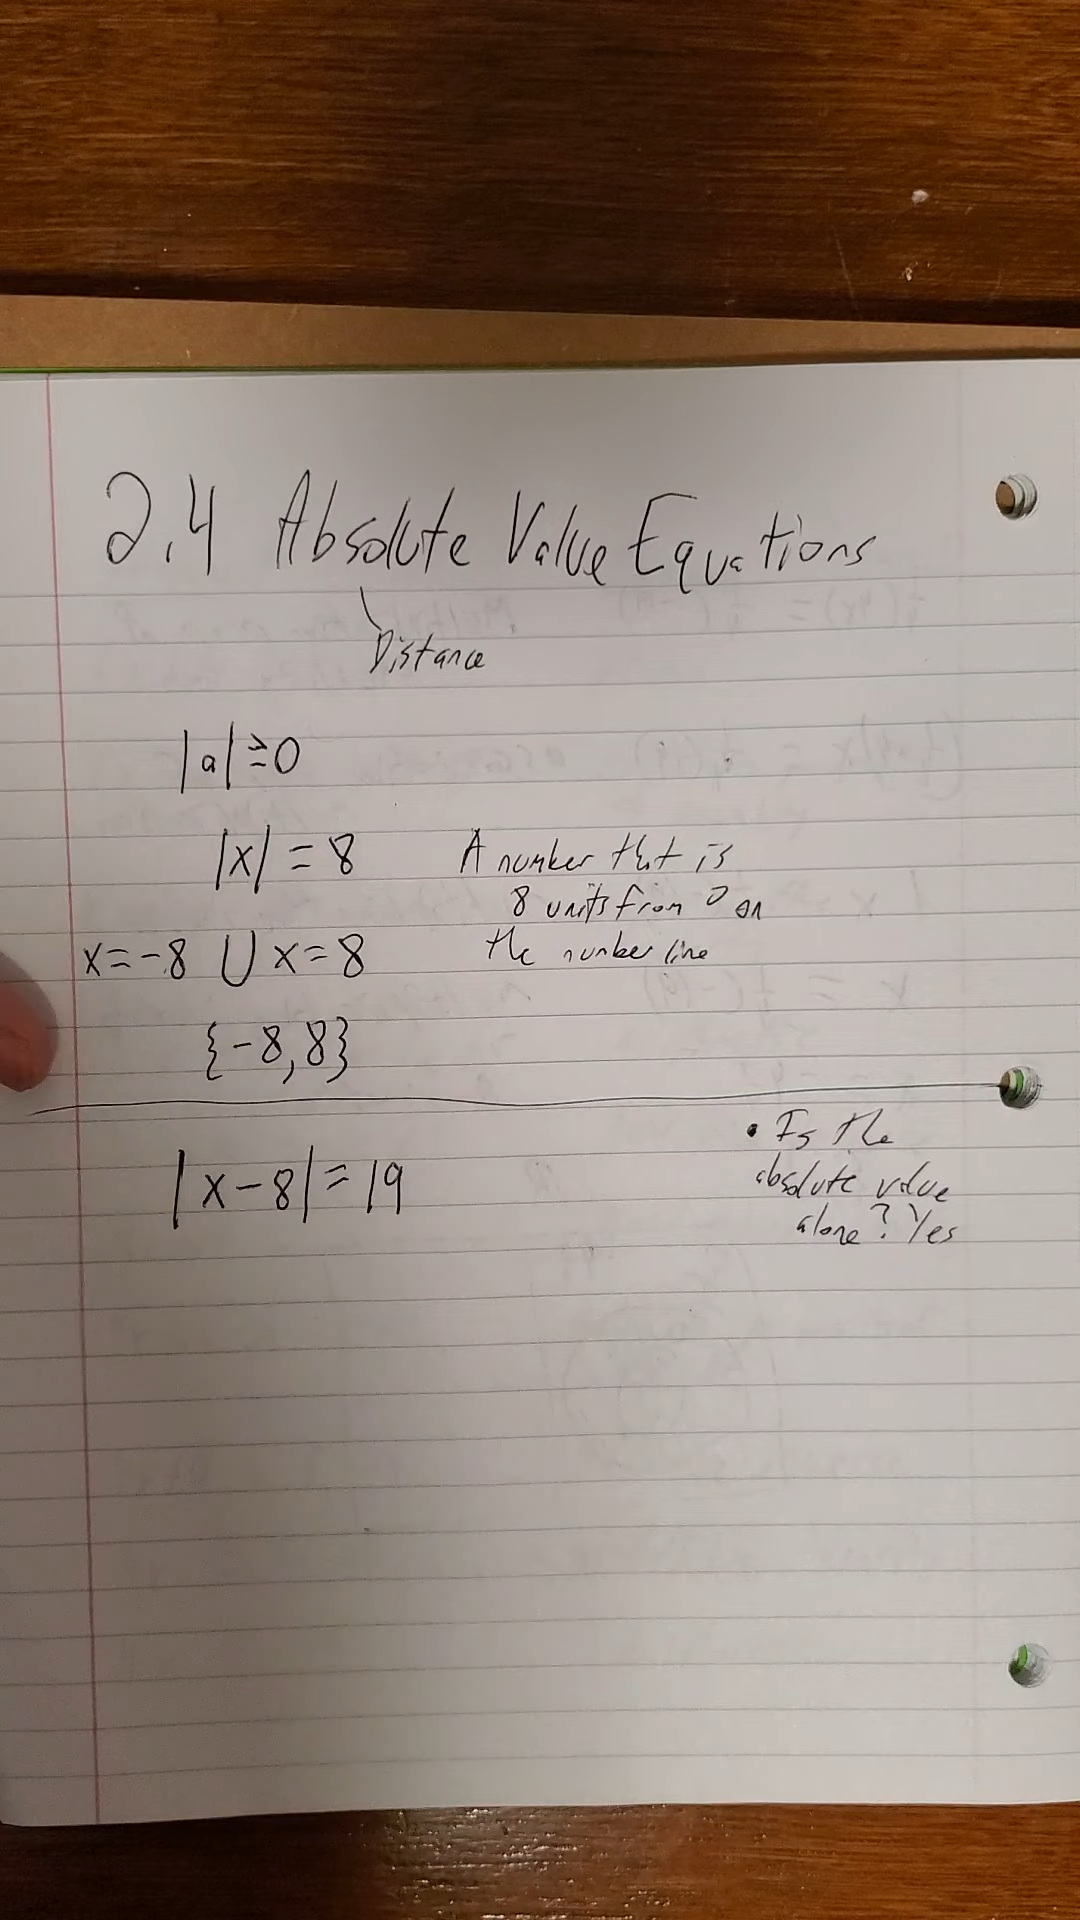 2.4 Absolute Value Equations
Distance
|a| ≥ 0
|x| = 8
A number that is
8 units from 0 on
the number line
x = -8 ∪ x = 8
{-8, 8}
|x - 8| = 19
• Is the
absolute value
alone? Yes